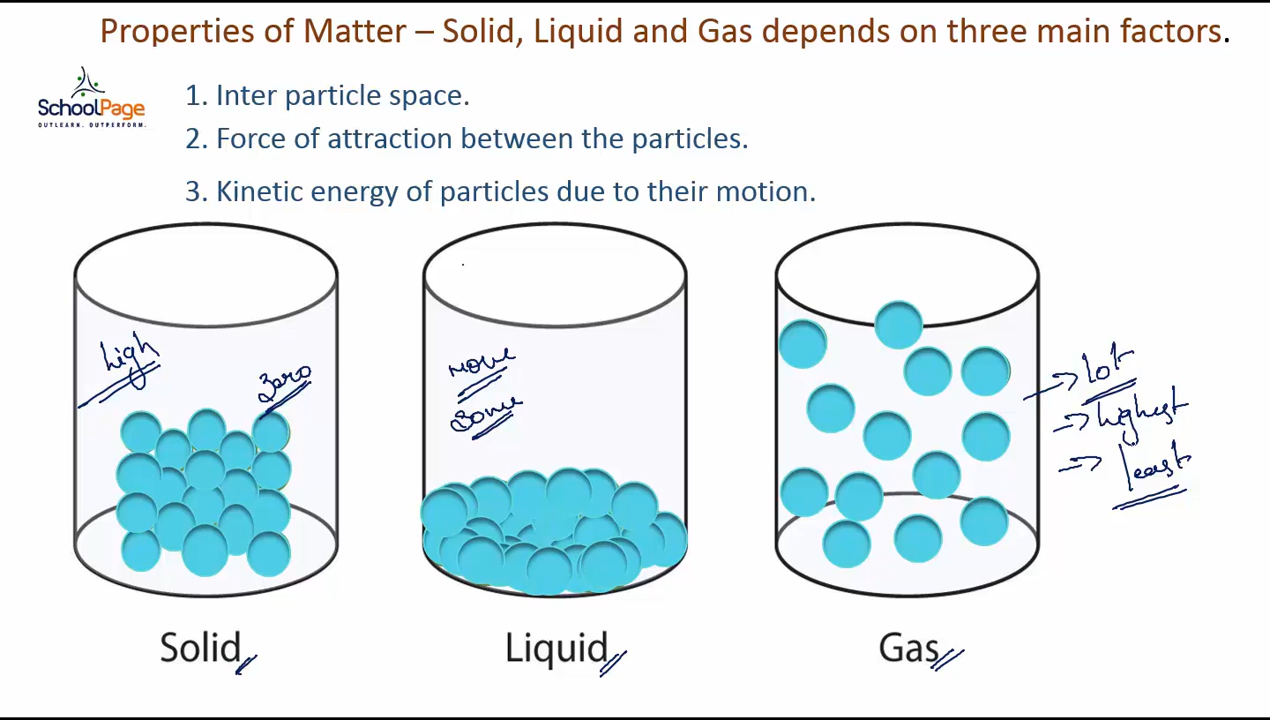 Properties of Matter – Solid, Liquid and Gas depends on three main factors.
SchoolPage
OUTLEARN. OUTPERFORM.
1. Inter particle space.
2. Force of attraction between the particles.
3. Kinetic energy of particles due to their motion.
high
zero
more
some
lot
highest
least
Solid
Liquid
Gas